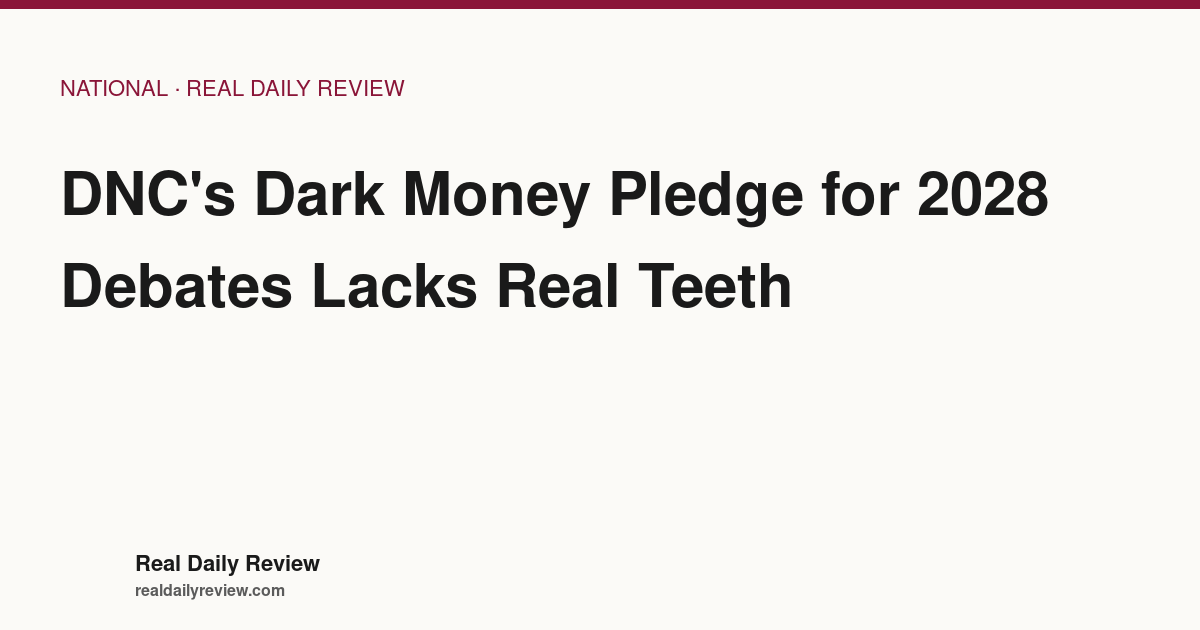 NATIONAL · REAL DAILY REVIEW
DNC's Dark Money Pledge for 2028
Debates Lacks Real Teeth
Real Daily Review
realdailyreview.com